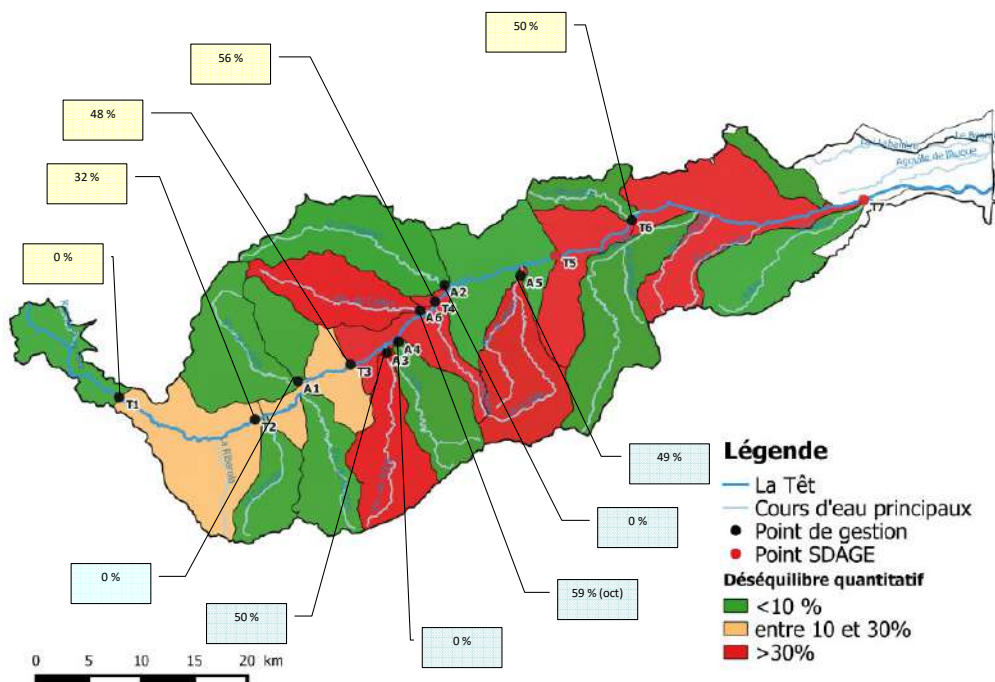 50 %
56 %
48 %
32 %
0 %
T7
T6
T5
A2
A5
T4
A6
A4
A3
T3
A1
T1
T2
49 %
0 %
0 %
59 % (oct)
50 %
0 %
Légende
La Têt
Cours d'eau principaux
Point de gestion
Point SDAGE
Déséquilibre quantitatif
<10 %
entre 10 et 30%
>30%
0 5 10 15 20 km